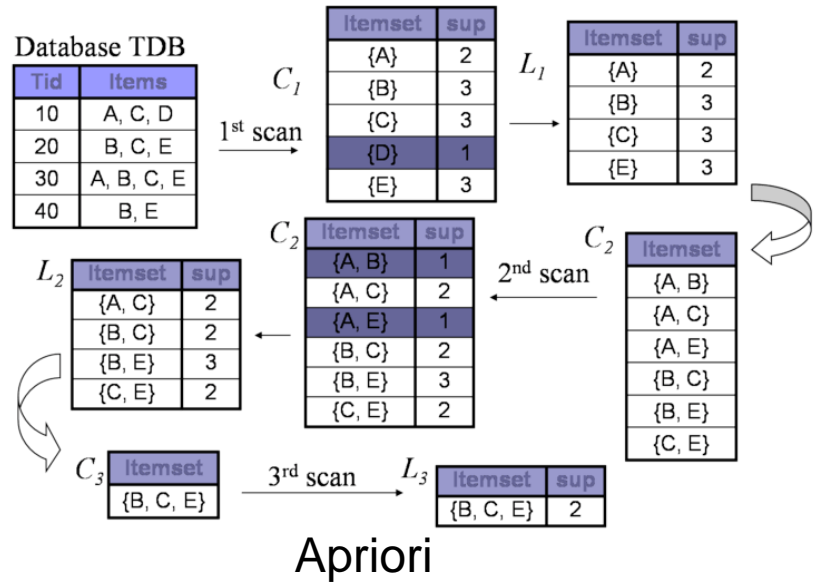 Database TDB
Tid Items
10 A, C, D
20 B, C, E
30 A, B, C, E
40 B, E
1st scan
C1
Itemset sup
{A} 2
{B} 3
{C} 3
{D} 1
{E} 3
L1
Itemset sup
{A} 2
{B} 3
{C} 3
{E} 3
C2
Itemset
{A, B}
{A, C}
{A, E}
{B, C}
{B, E}
{C, E}
2nd scan
C2
Itemset sup
{A, B} 1
{A, C} 2
{A, E} 1
{B, C} 2
{B, E} 3
{C, E} 2
L2
Itemset sup
{A, C} 2
{B, C} 2
{B, E} 3
{C, E} 2
C3
Itemset
{B, C, E}
3rd scan
L3
Itemset sup
{B, C, E} 2
Apriori